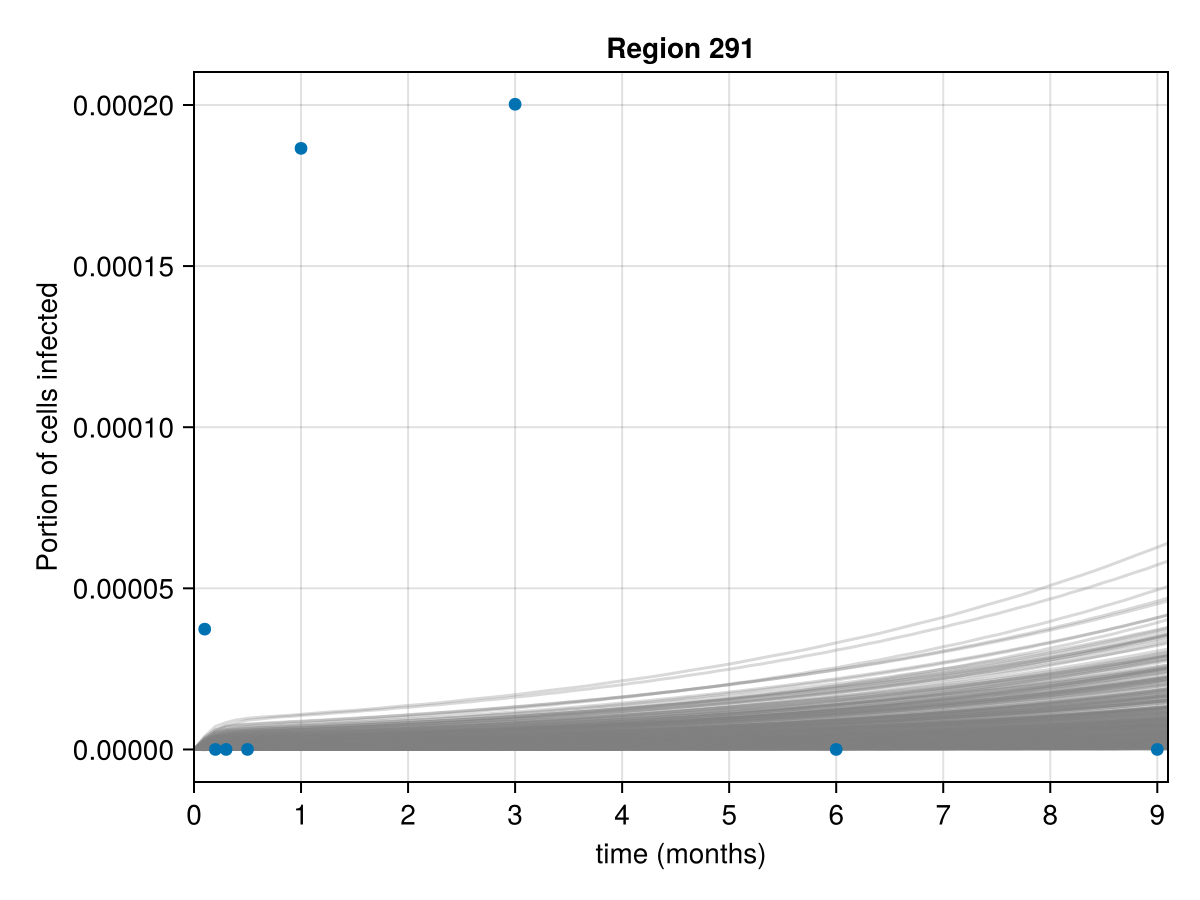 Region 291
Portion of cells infected
0.00020
0.00015
0.00010
0.00005
0.00000
0 1 2 3 4 5 6 7 8 9
time (months)